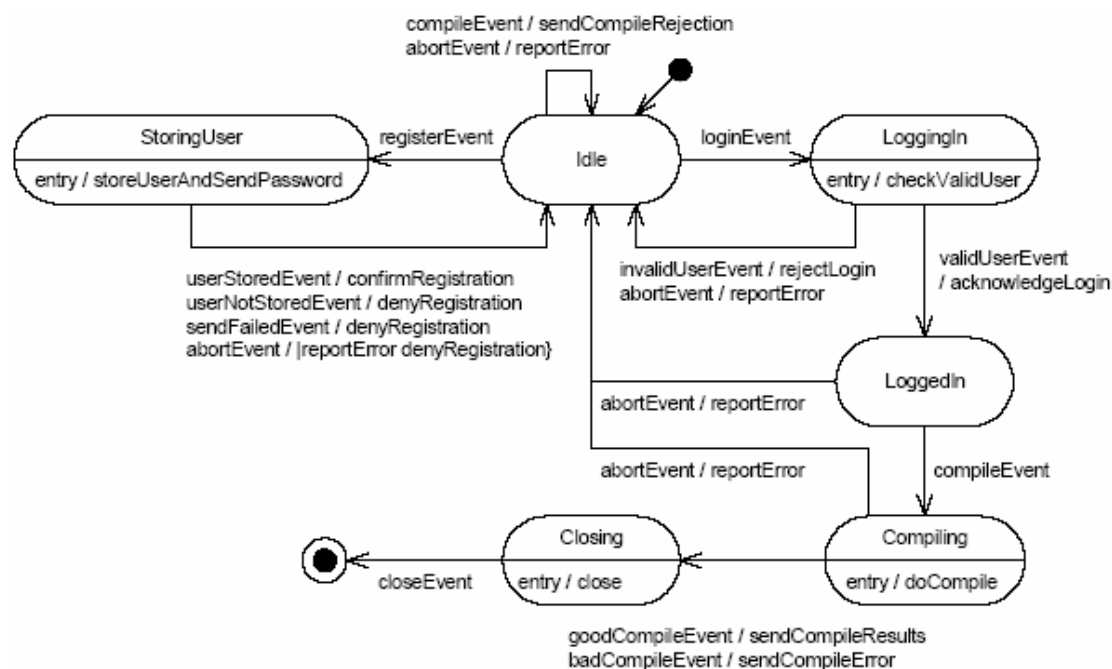 compileEvent / sendCompileRejection
abortEvent / reportError
StoringUser
entry / storeUserAndSendPassword
registerEvent
Idle
loginEvent
LoggingIn
entry / checkValidUser
userStoredEvent / confirmRegistration
userNotStoredEvent / denyRegistration
sendFailedEvent / denyRegistration
abortEvent / |reportError denyRegistration}
invalidUserEvent / rejectLogin
abortEvent / reportError
validUserEvent
/ acknowledgeLogin
LoggedIn
abortEvent / reportError
abortEvent / reportError
compileEvent
Closing
entry / close
Compiling
entry / doCompile
closeEvent
goodCompileEvent / sendCompileResults
badCompileEvent / sendCompileError